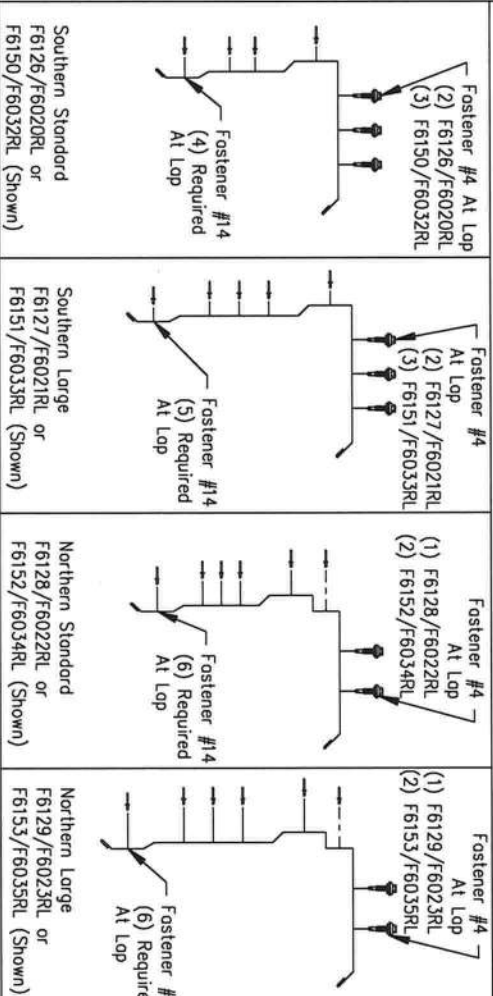 Fastener #4 At Lap
(2) F6126/F6020RL
(3) F6150/F6032RL
Fastener #14
(4) Required
At Lap
Southern Standard
F6126/F6020RL or
F6150/F6032RL (Shown)
Fastener #4
At Lap
(2) F6127/F6021RL
(3) F6151/F6033RL
Fastener #14
(5) Required
At Lap
Southern Large
F6127/F6021RL or
F6151/F6033RL (Shown)
Fastener #4
At Lap
(1) F6128/F6022RL
(2) F6152/F6034RL
Fastener #14
(6) Required
At Lap
Northern Standard
F6128/F6022RL or
F6152/F6034RL (Shown)
Fastener #4
At Lap
(1) F6129/F6023RL
(2) F6153/F6035RL
Fastener #
(6) Require
At Lap
Northern Large
F6129/F6023RL or
F6153/F6035RL (Shown)